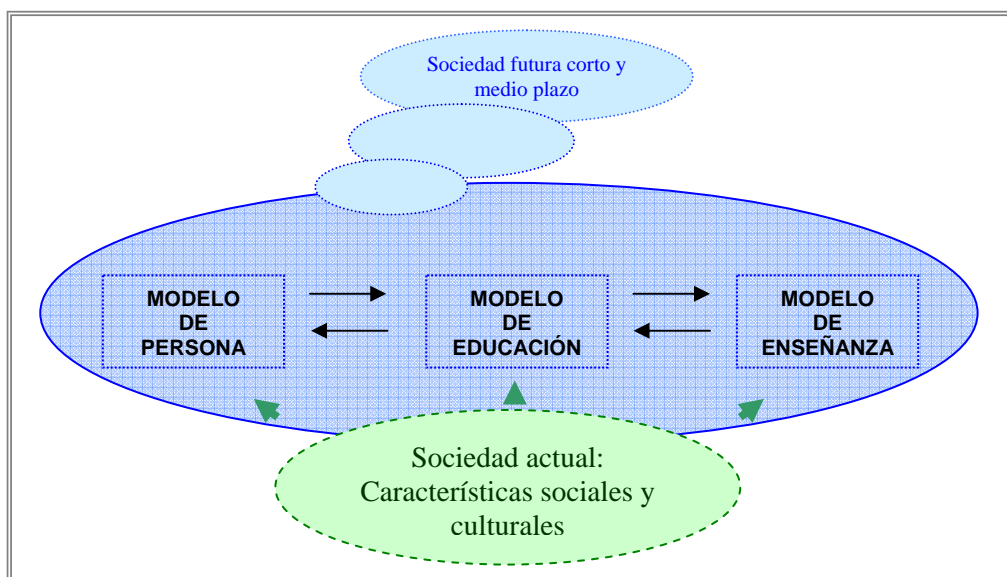 Sociedad futura corto y
medio plazo
MODELO
DE
PERSONA
MODELO
DE
EDUCACIÓN
MODELO
DE
ENSEÑANZA
Sociedad actual:
Características sociales y
culturales